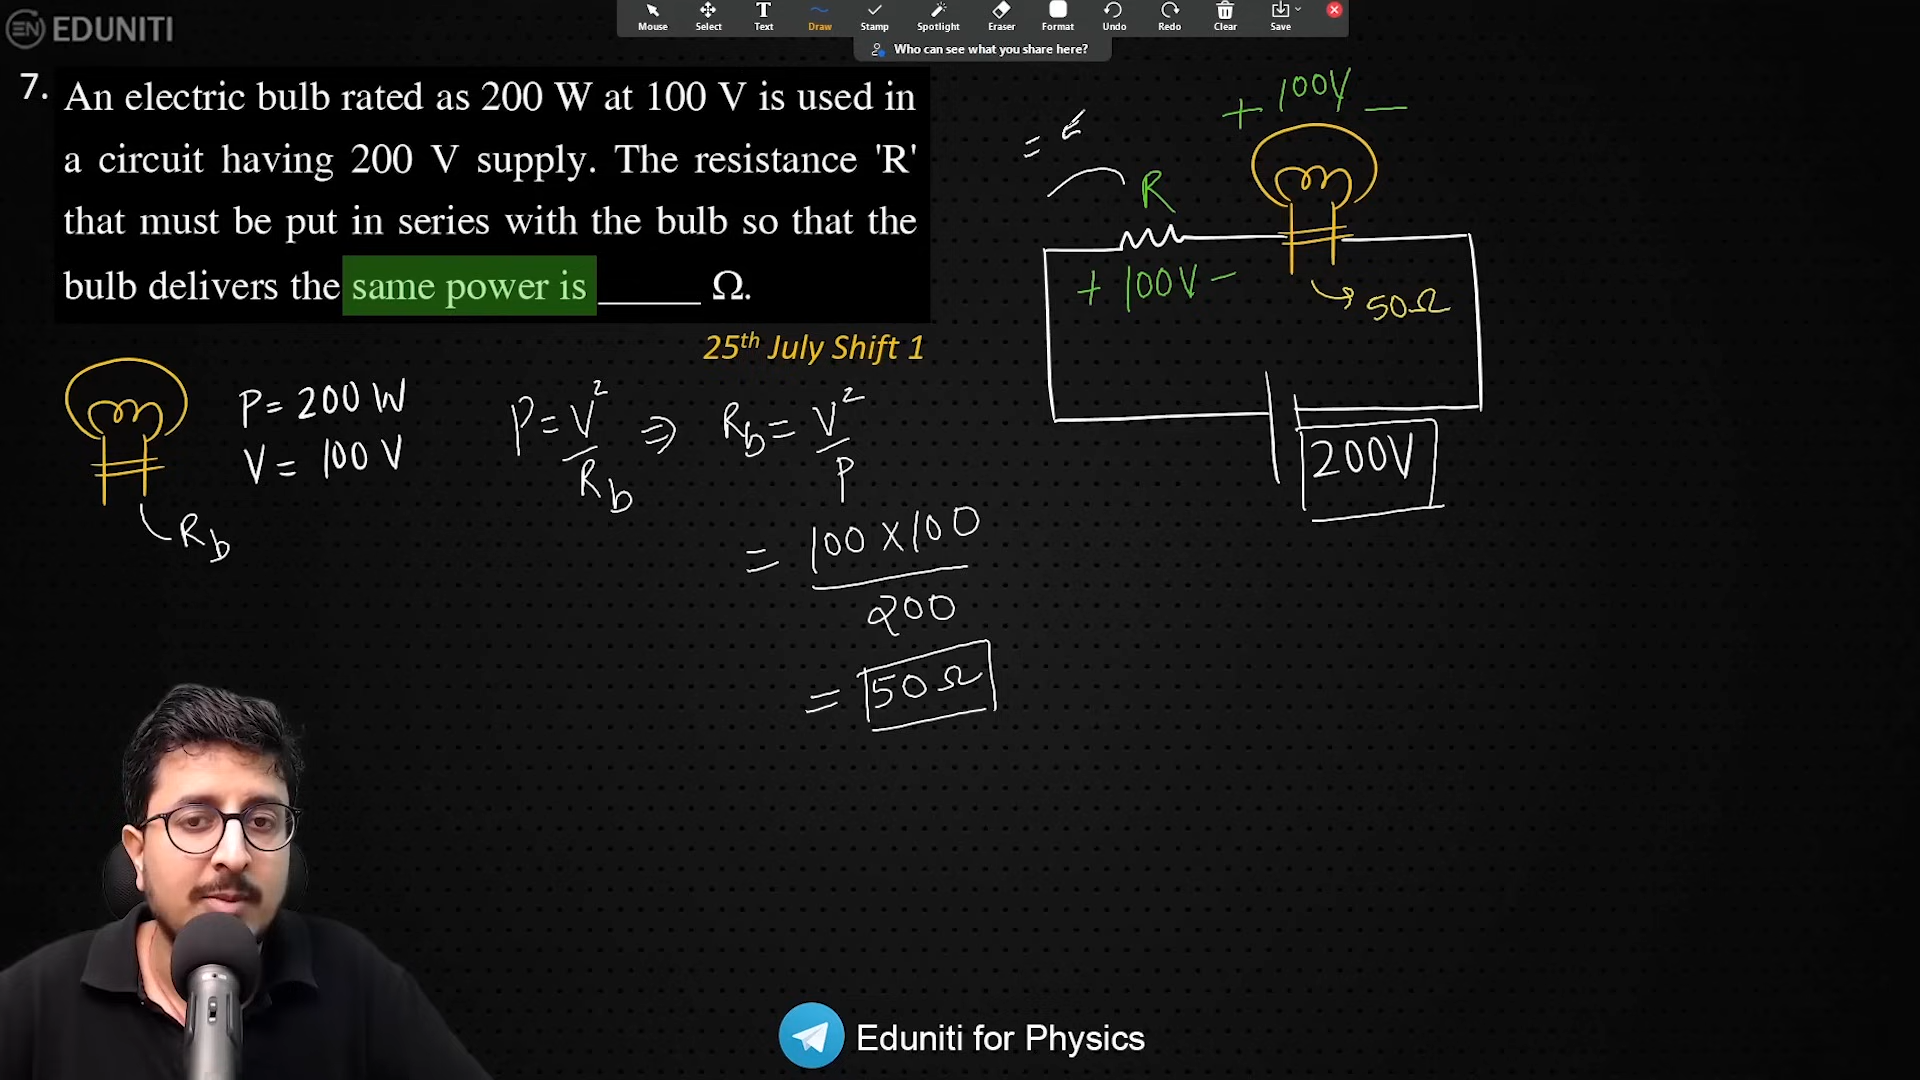 EDUNITI
Mouse Select Text Draw Stamp Spotlight Eraser Format Undo Redo Clear Save
Who can see what you share here?
7. An electric bulb rated as 200 W at 100 V is used in
a circuit having 200 V supply. The resistance 'R'
that must be put in series with the bulb so that the
bulb delivers the same power is ______ Ω.
25th July Shift 1
P = 200 W
V = 100 V
R_b
P = V²/R_b ⇒ R_b = V²/P
= 100 × 100 / 200
= 50 Ω
+ 100V −
R
+ 100V −
50 Ω
200V
Eduniti for Physics